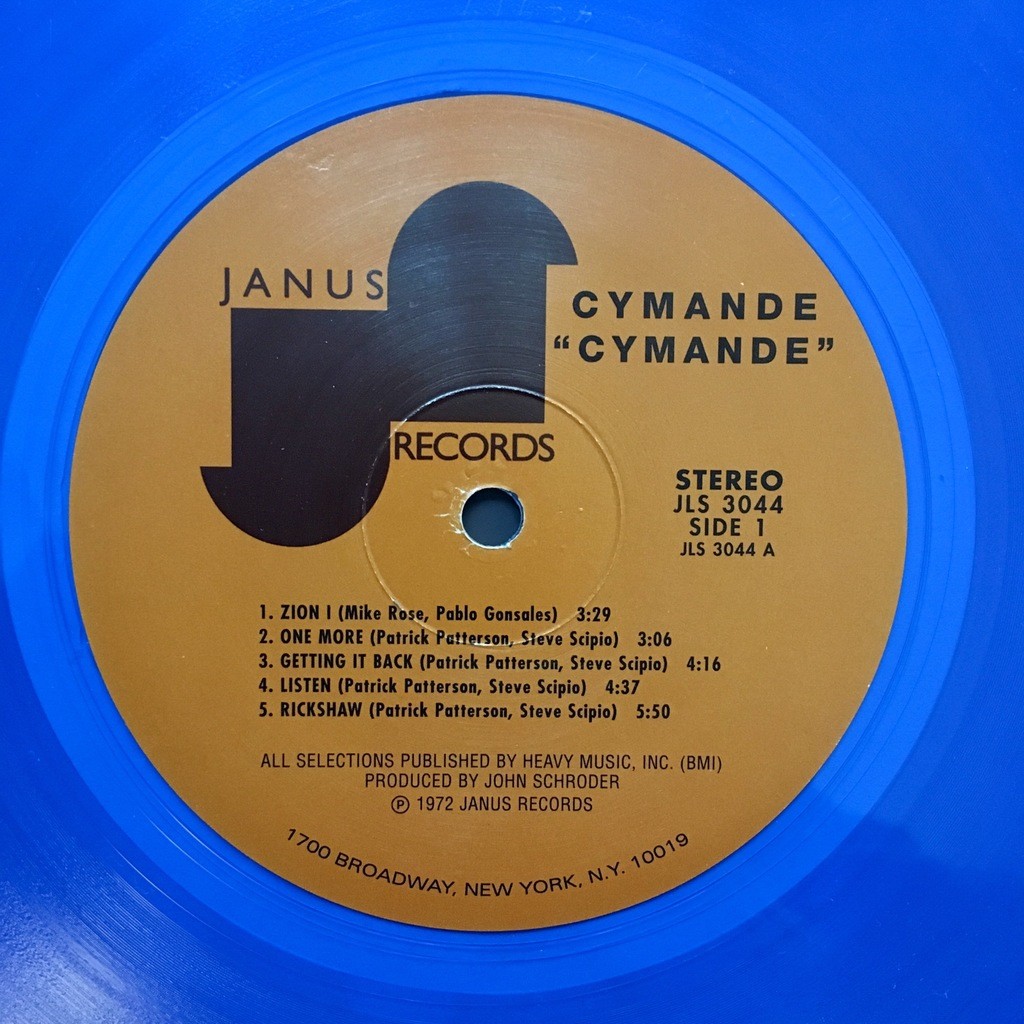 JANUS
RECORDS
CYMANDE
“CYMANDE”
STEREO
JLS 3044
SIDE 1
JLS 3044 A
1. ZION I (Mike Rose, Pablo Gonsales) 3:29
2. ONE MORE (Patrick Patterson, Steve Scipio) 3:06
3. GETTING IT BACK (Patrick Patterson, Steve Scipio) 4:16
4. LISTEN (Patrick Patterson, Steve Scipio) 4:37
5. RICKSHAW (Patrick Patterson, Steve Scipio) 5:50
ALL SELECTIONS PUBLISHED BY HEAVY MUSIC, INC. (BMI)
PRODUCED BY JOHN SCHRODER
℗ 1972 JANUS RECORDS
1700 BROADWAY, NEW YORK, N.Y. 10019